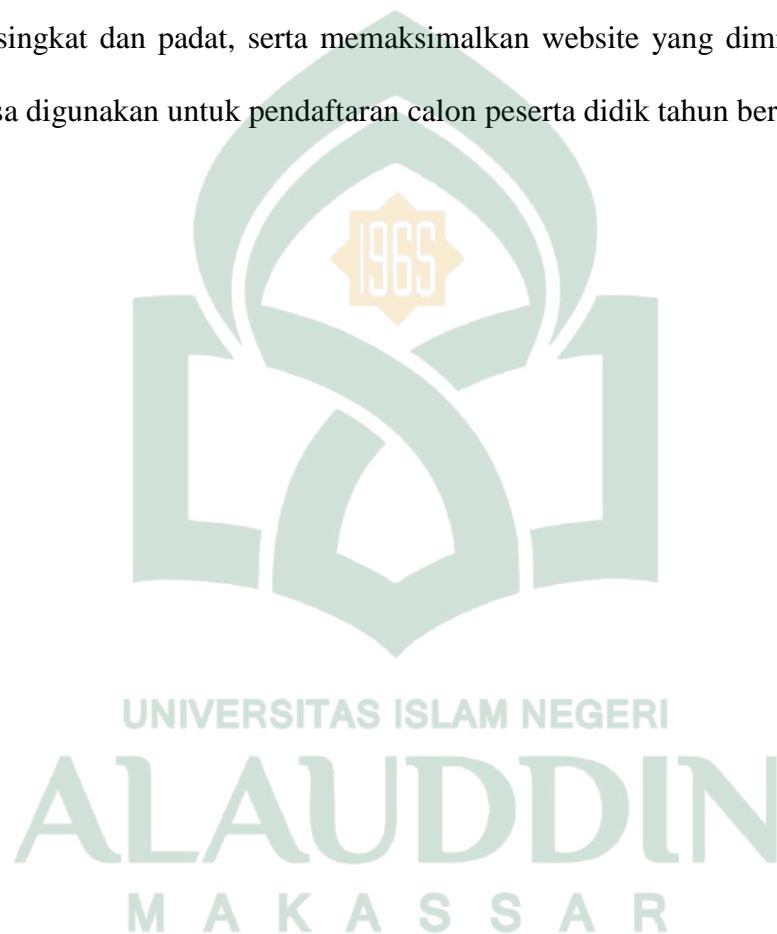 singkat dan padat, serta memaksimalkan website yang
digunakan untuk pendaftaran calon peserta didik tahun
1965
UNIVERSITAS ISLAM NEGERI
ALAUDDIN
MAKASSAR